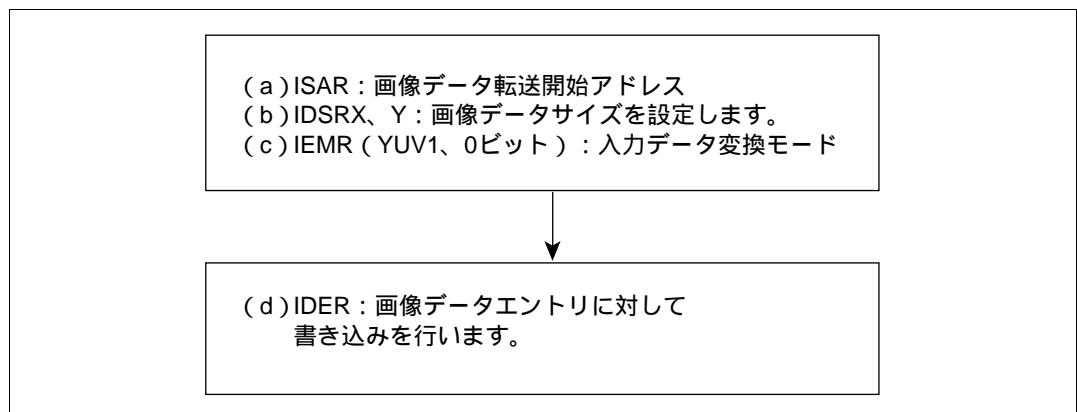 (a)ISAR:画像データ転送開始アドレス
(b)IDSRX、Y:画像データサイズを設定します。
(c)IEMR(YUV1、0ビット):入力データ変換モード
(d)IDER:画像データエントリに対して
書き込みを行います。